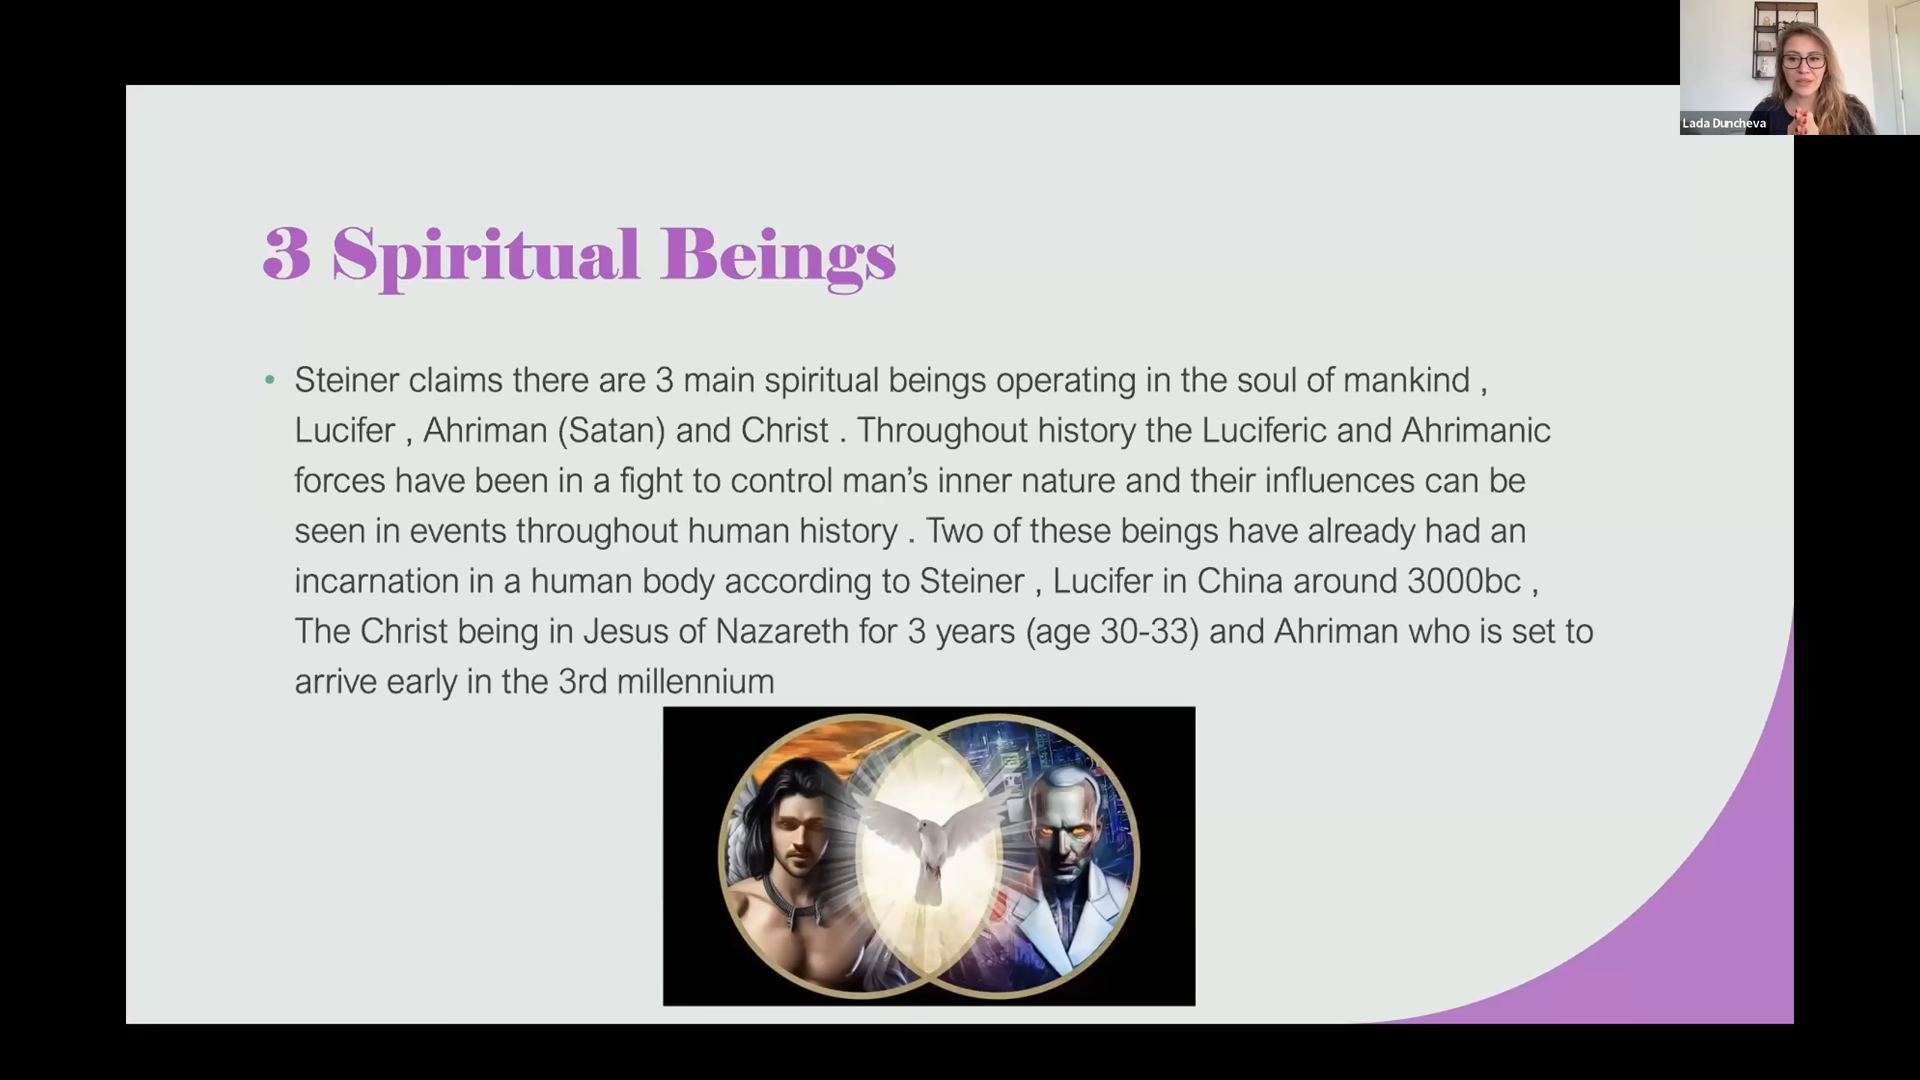 Lada Duncheva
3 Spiritual Beings
• Steiner claims there are 3 main spiritual beings operating in the soul of mankind ,
Lucifer , Ahriman (Satan) and Christ . Throughout history the Luciferic and Ahrimanic
forces have been in a fight to control man’s inner nature and their influences can be
seen in events throughout human history . Two of these beings have already had an
incarnation in a human body according to Steiner , Lucifer in China around 3000bc ,
The Christ being in Jesus of Nazareth for 3 years (age 30-33) and Ahriman who is set to
arrive early in the 3rd millennium